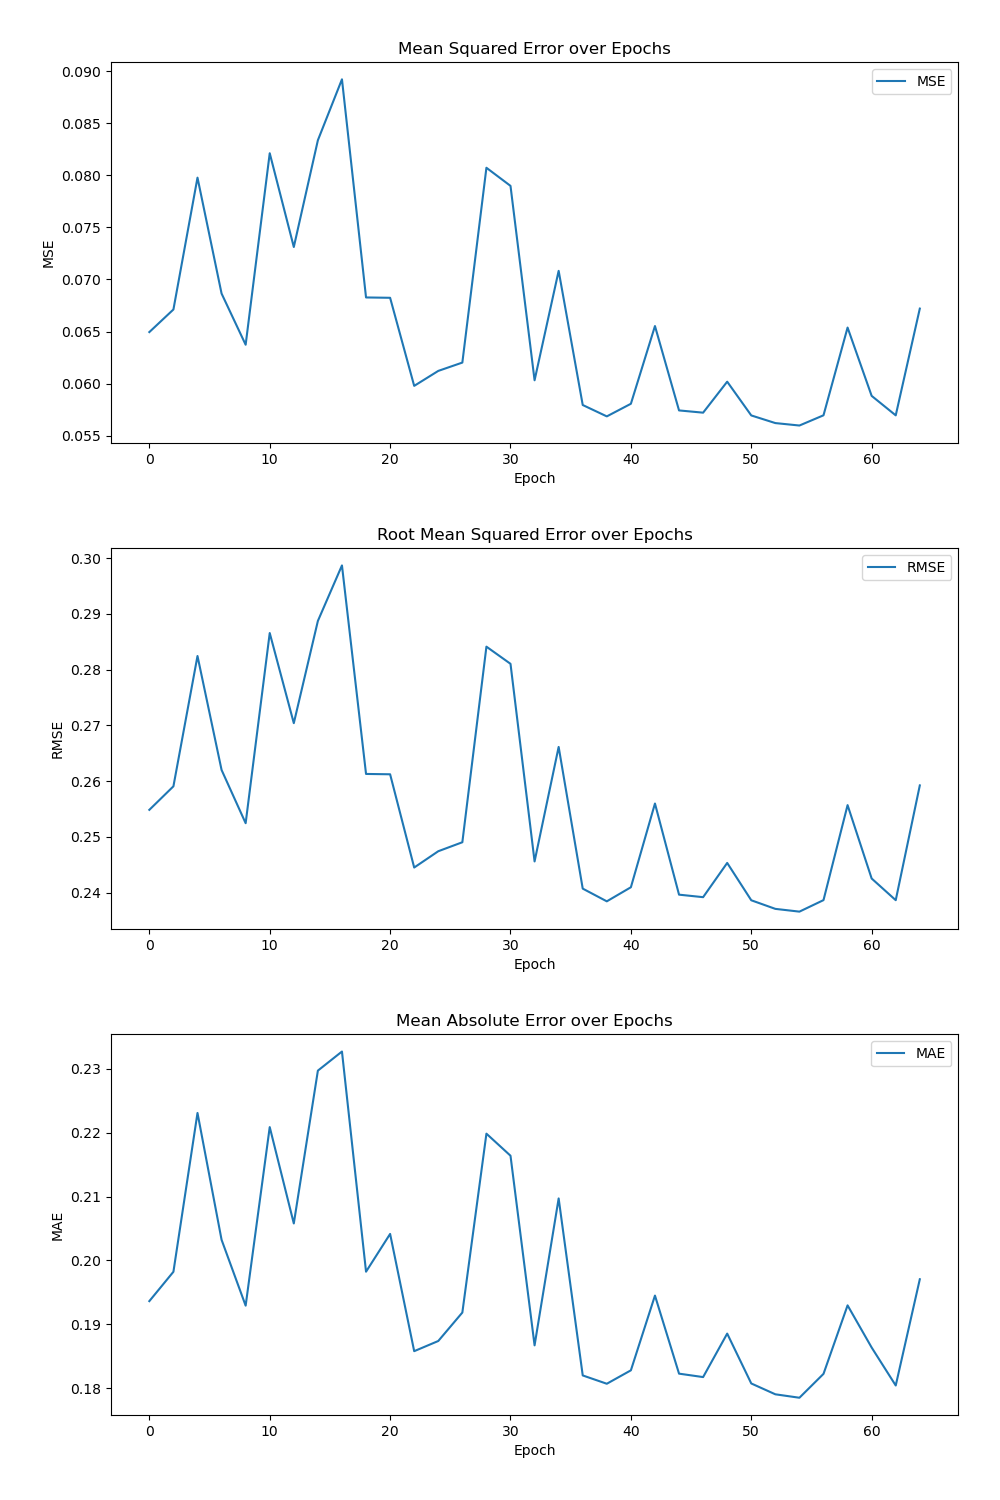 Mean Squared Error over Epochs
MSE
0.090
0.085
0.080
0.075
0.070
0.065
0.060
0.055
MSE
0 10 20 30 40 50 60
Epoch
Root Mean Squared Error over Epochs
RMSE
0.30
0.29
0.28
0.27
0.26
0.25
0.24
RMSE
0 10 20 30 40 50 60
Epoch
Mean Absolute Error over Epochs
MAE
0.23
0.22
0.21
0.20
0.19
0.18
MAE
0 10 20 30 40 50 60
Epoch